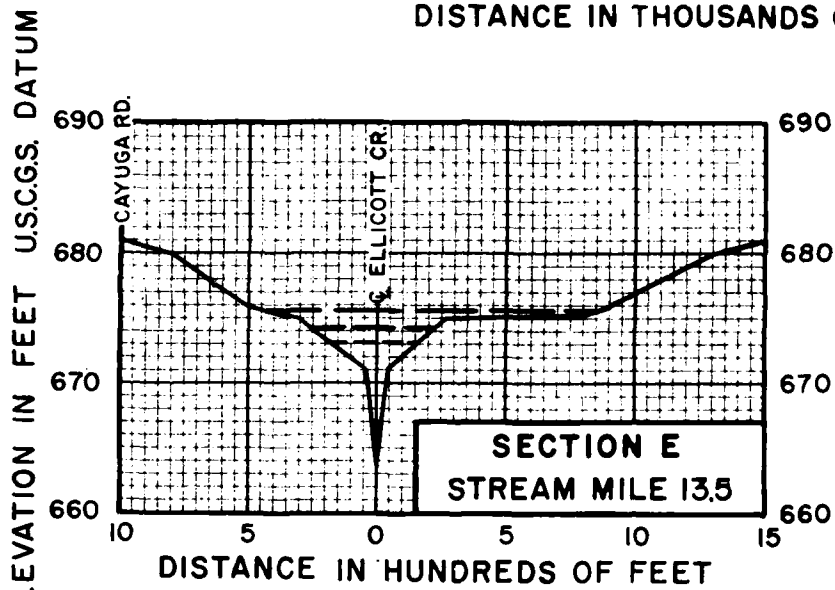 DISTANCE IN THOUSANDS
.EVATION IN FEET U.S.C.G.S. DATUM
690
690
CAYUGA RD.
℄ ELLICOTT CR.
680
680
670
670
SECTION E
STREAM MILE 13.5
660
660
10 5 0 5 10 15
DISTANCE IN HUNDREDS OF FEET